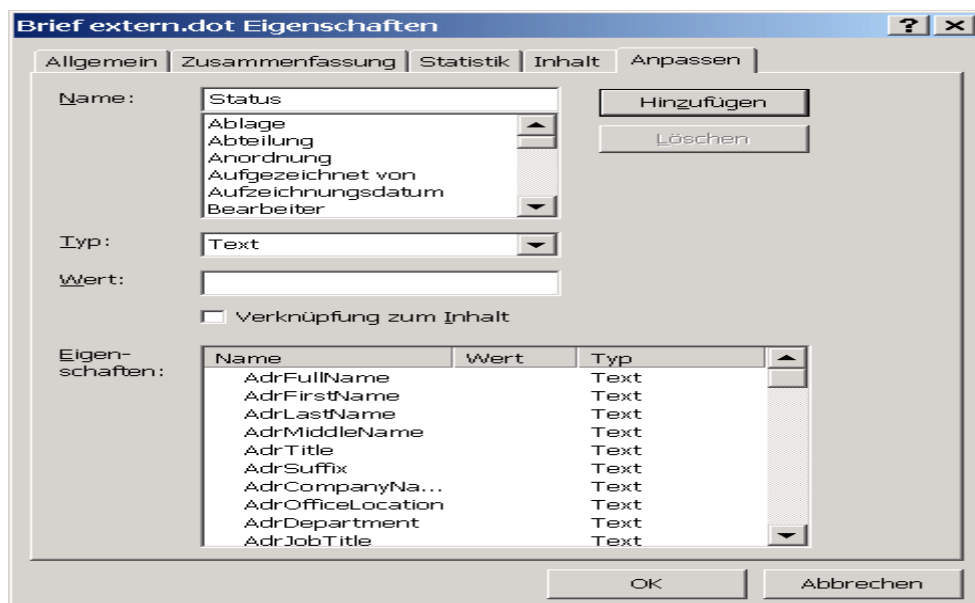 Brief extern.dot Eigenschaften
Allgemein Zusammenfassung Statistik Inhalt Anpassen
Name: Status Hinzufügen
Ablage
Abteilung Löschen
Anordnung
Aufgezeichnet von
Aufzeichnungsdatum
Bearbeiter
Typ: Text
Wert:
Verknüpfung zum Inhalt
Eigen-
schaften:
Name Wert Typ
AdrFullName Text
AdrFirstName Text
AdrLastName Text
AdrMiddleName Text
AdrTitle Text
AdrSuffix Text
AdrCompanyNa... Text
AdrOfficeLocation Text
AdrDepartment Text
AdrJobTitle Text
OK Abbrechen